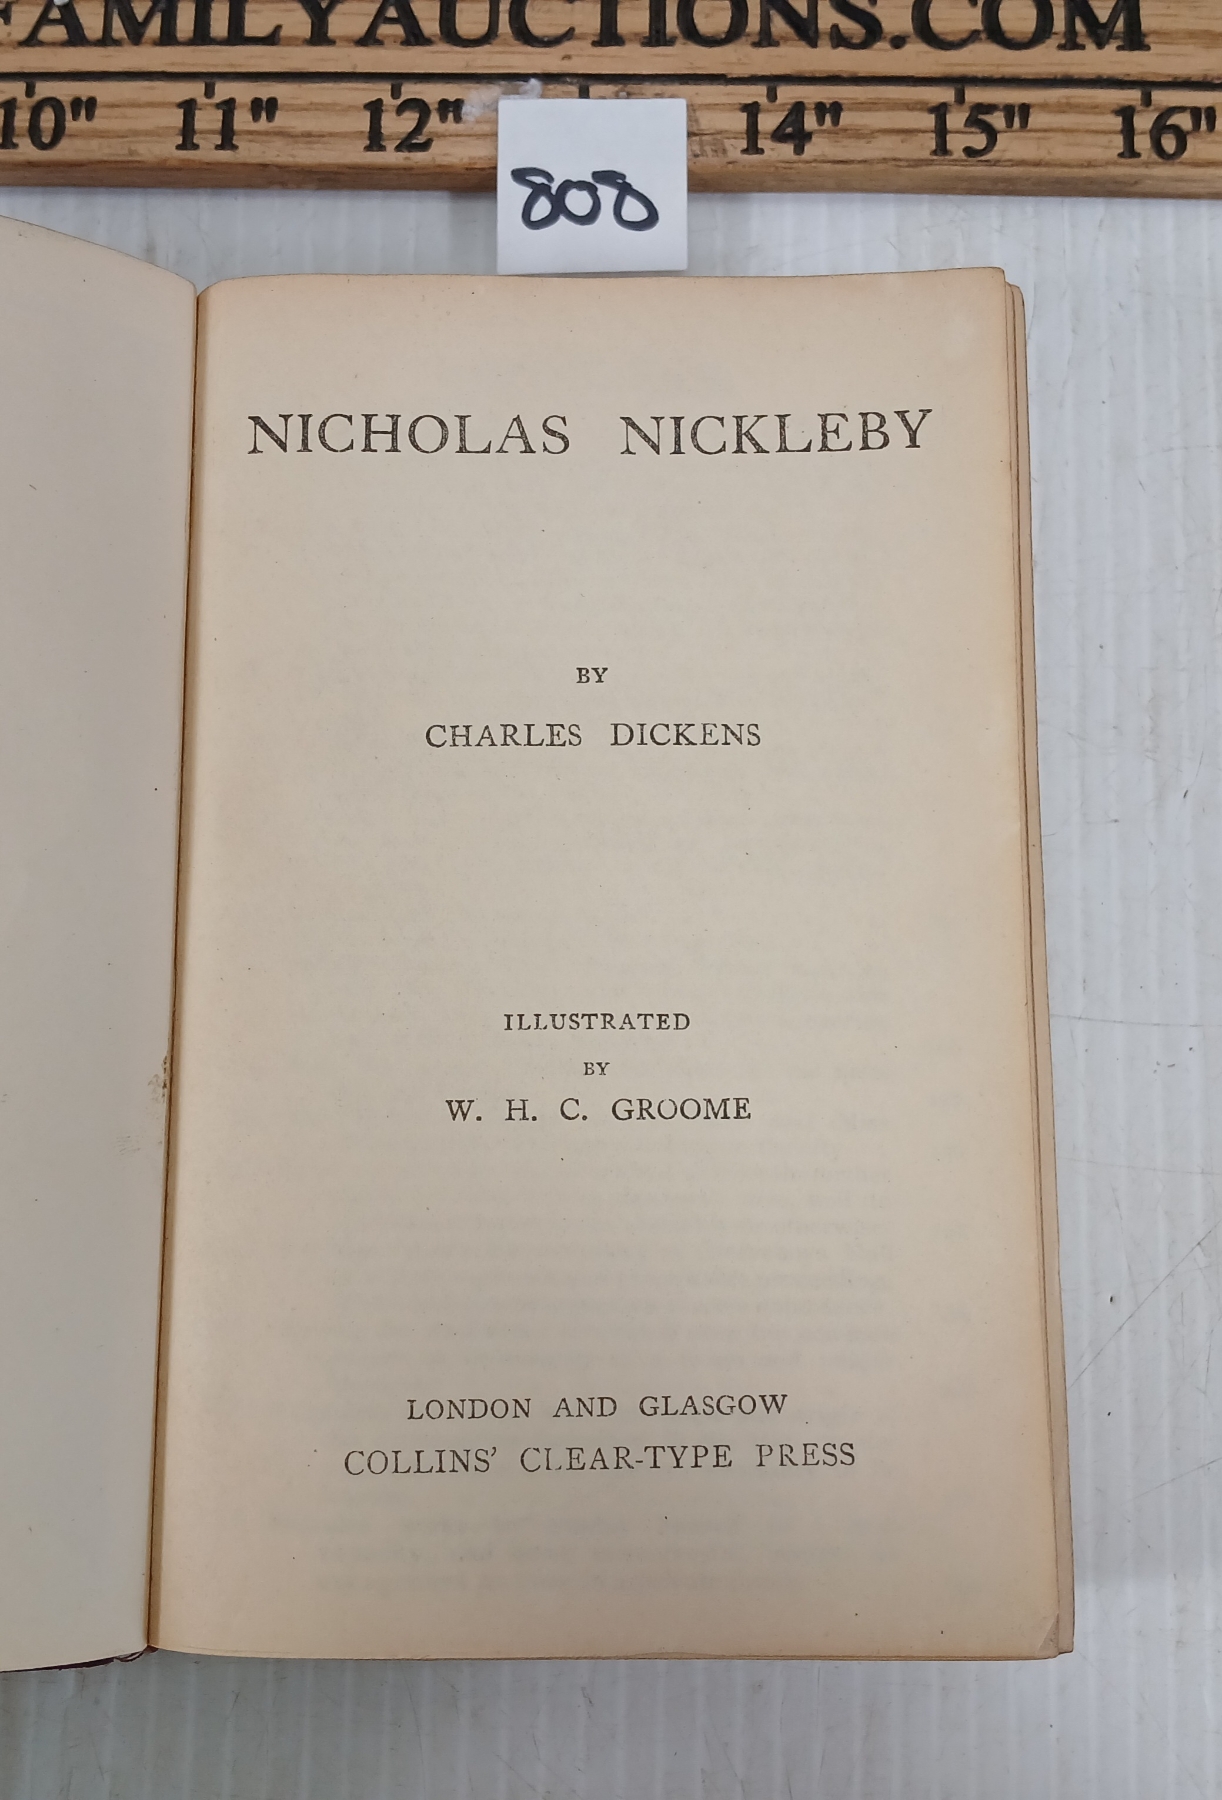 FAMILYAUCTIONS.COM
10" 11" 12" 14" 15" 16"
808
NICHOLAS NICKLEBY
BY
CHARLES DICKENS
ILLUSTRATED
BY
W. H. C. GROOME
LONDON AND GLASGOW
COLLINS' CLEAR-TYPE PRESS